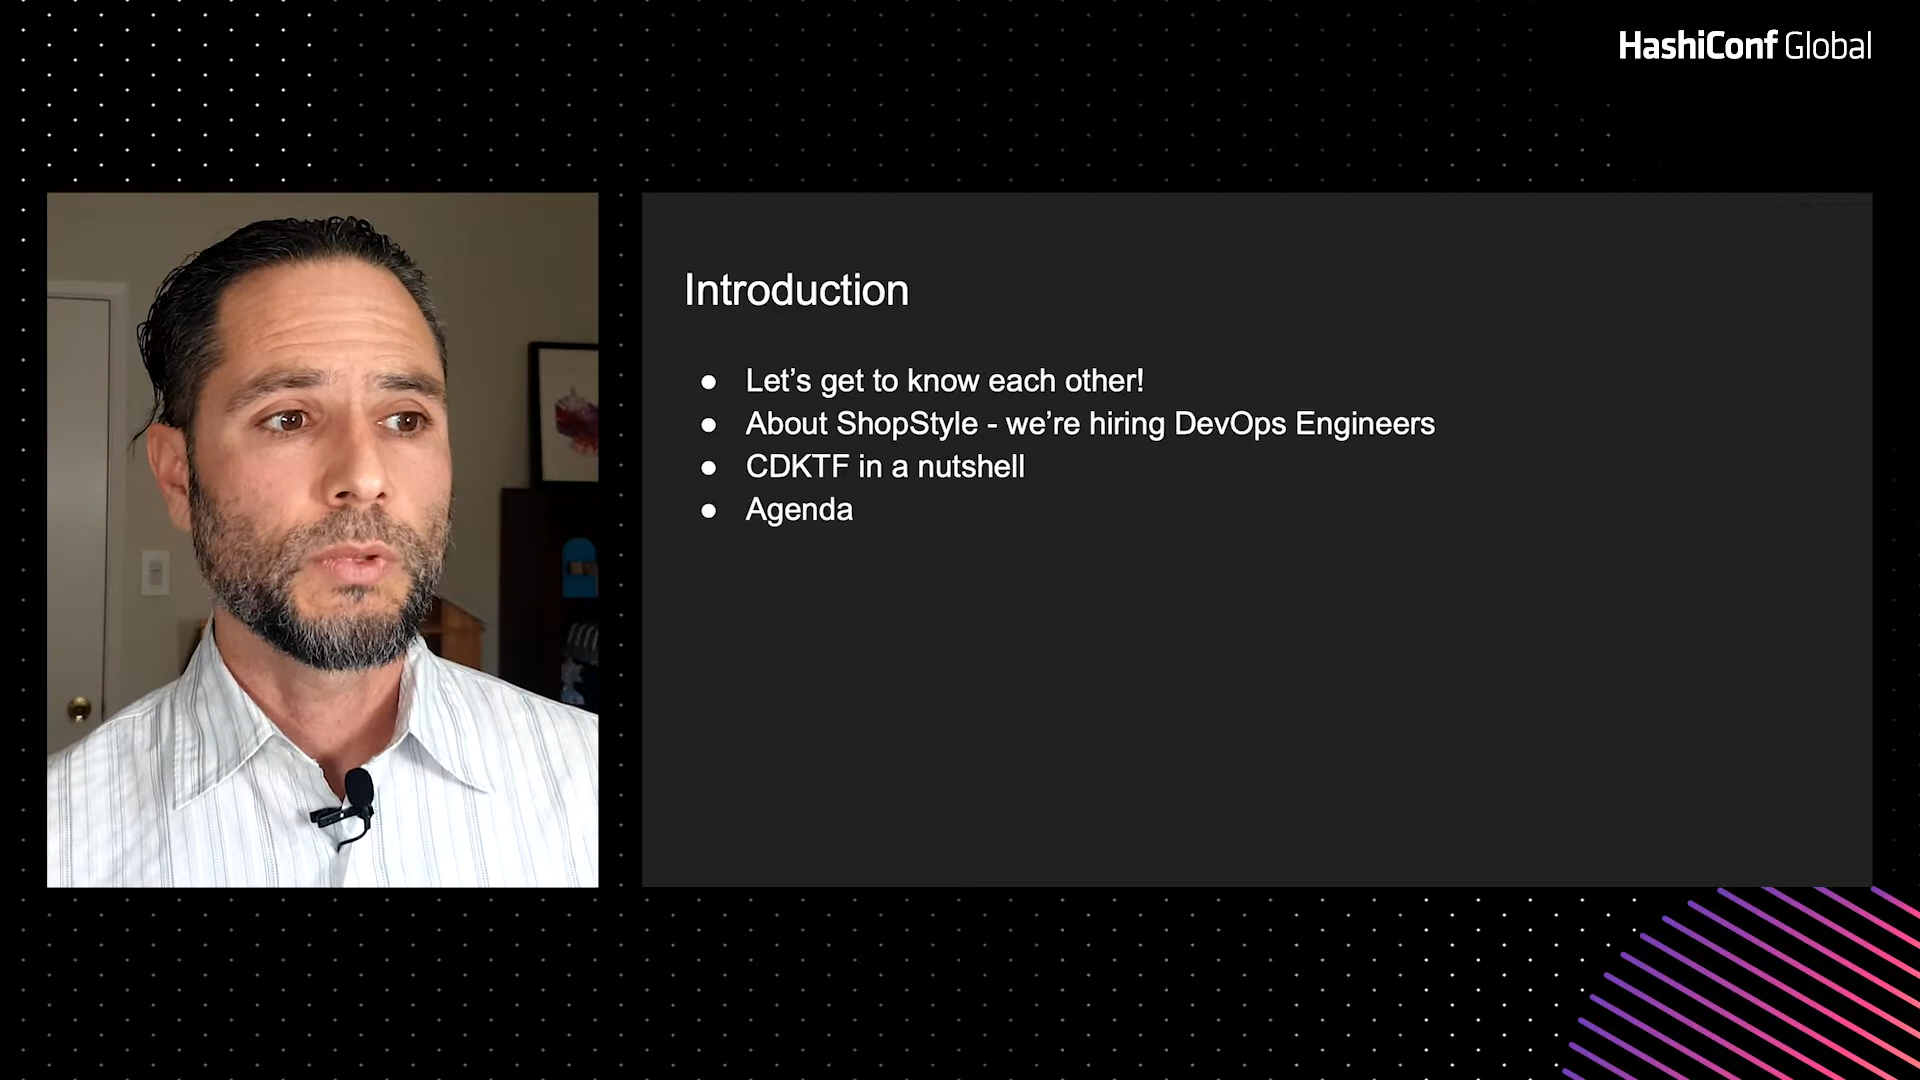 HashiConf Global
Introduction
● Let’s get to know each other!
● About ShopStyle - we’re hiring DevOps Engineers
● CDKTF in a nutshell
● Agenda